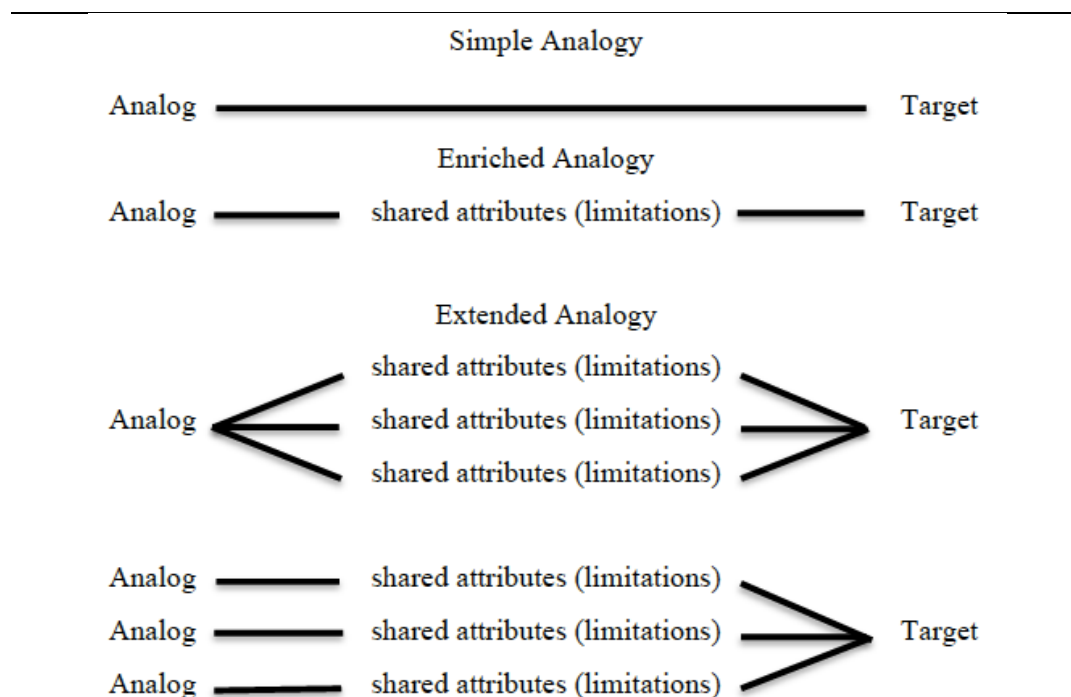 Simple Analogy
Analog Target
Enriched Analogy
Analog shared attributes (limitations) Target
Extended Analogy
shared attributes (limitations)
Analog shared attributes (limitations) Target
shared attributes (limitations)
Analog shared attributes (limitations)
Analog shared attributes (limitations) Target
Analog shared attributes (limitations)